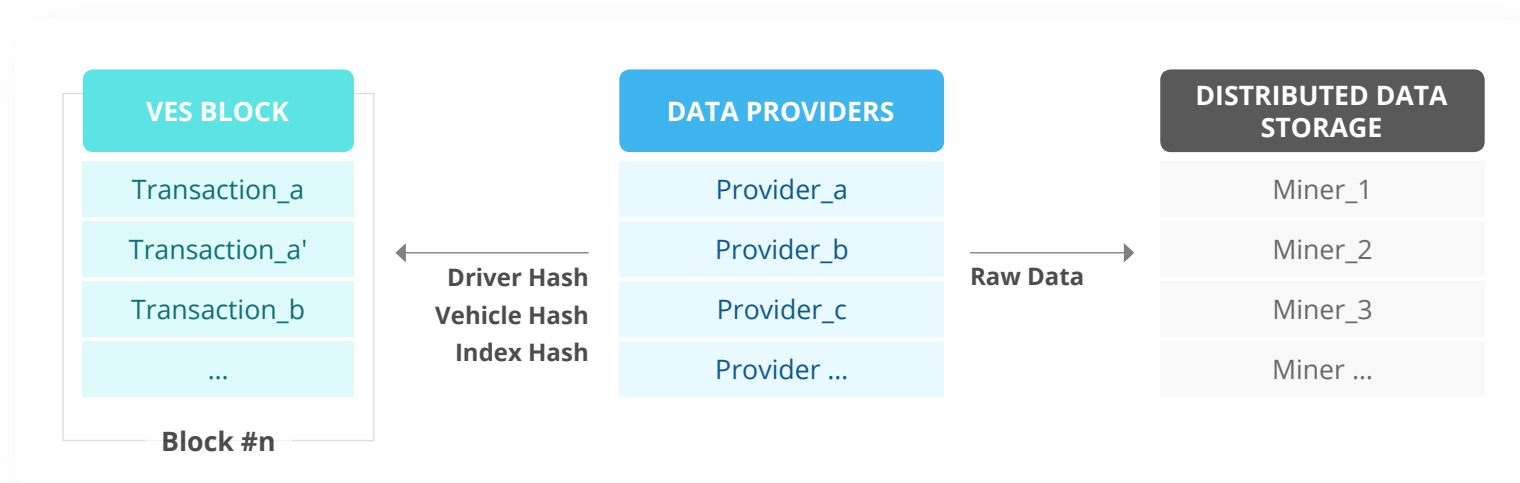 VES BLOCK
Transaction_a
Transaction_a'
Transaction_b
...
Block #n
Driver Hash
Vehicle Hash
Index Hash
DATA PROVIDERS
Provider_a
Provider_b
Provider_c
Provider ...
Raw Data
DISTRIBUTED DATA
STORAGE
Miner_1
Miner_2
Miner_3
Miner ...